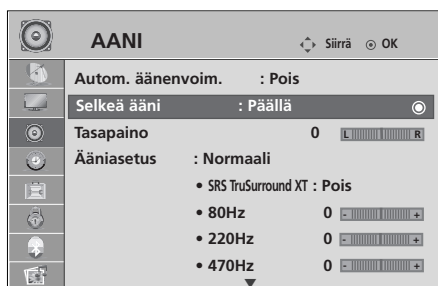 AANI Siirrä OK
Autom. äänenvoim. : Pois
Selkeä ääni : Päällä
Tasapaino 0 L R
Ääniasetus : Normaali
• SRS TruSurround XT : Pois
• 80Hz 0 - +
• 220Hz 0 - +
• 470Hz 0 - +